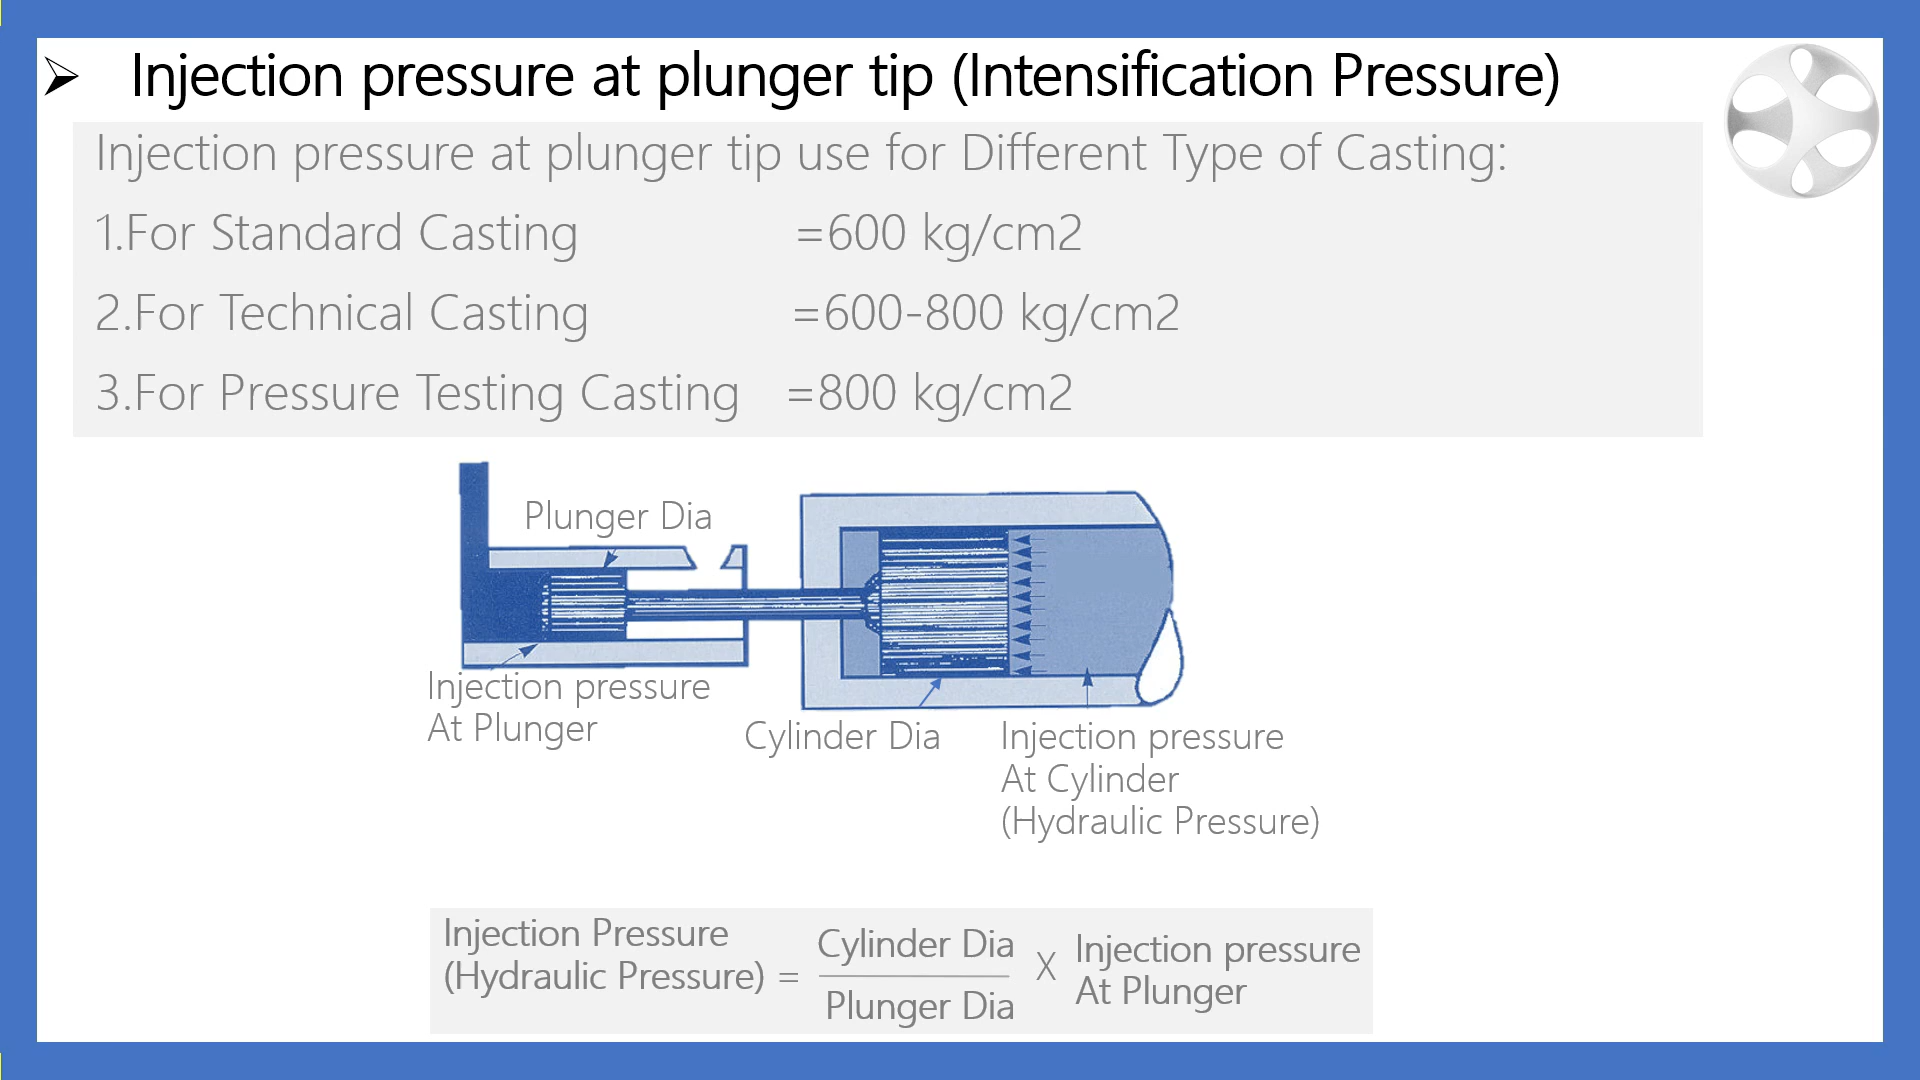 ➢ Injection pressure at plunger tip (Intensification Pressure)
Injection pressure at plunger tip use for Different Type of Casting:
1.For Standard Casting =600 kg/cm2
2.For Technical Casting =600-800 kg/cm2
3.For Pressure Testing Casting =800 kg/cm2
Plunger Dia
Injection pressure
At Plunger
Cylinder Dia
Injection pressure
At Cylinder
(Hydraulic Pressure)
Injection Pressure
(Hydraulic Pressure) =
Cylinder Dia
Plunger Dia
X
Injection pressure
At Plunger